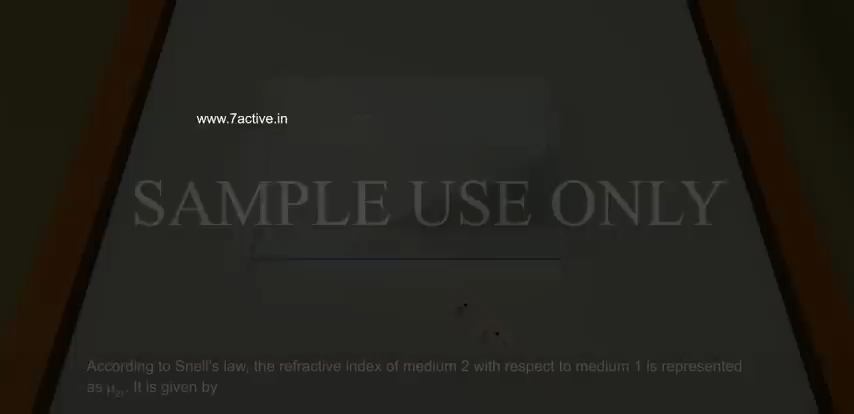 www.7active.in
SAMPLE USE ONLY
According to Snell's law, the refractive index of medium 2 with respect to medium 1 is represented
as μ₂₁. It is given by